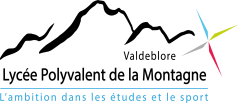 Valdeblore
Lycée Polyvalent de la Montagne
L'ambition dans les études et le sport